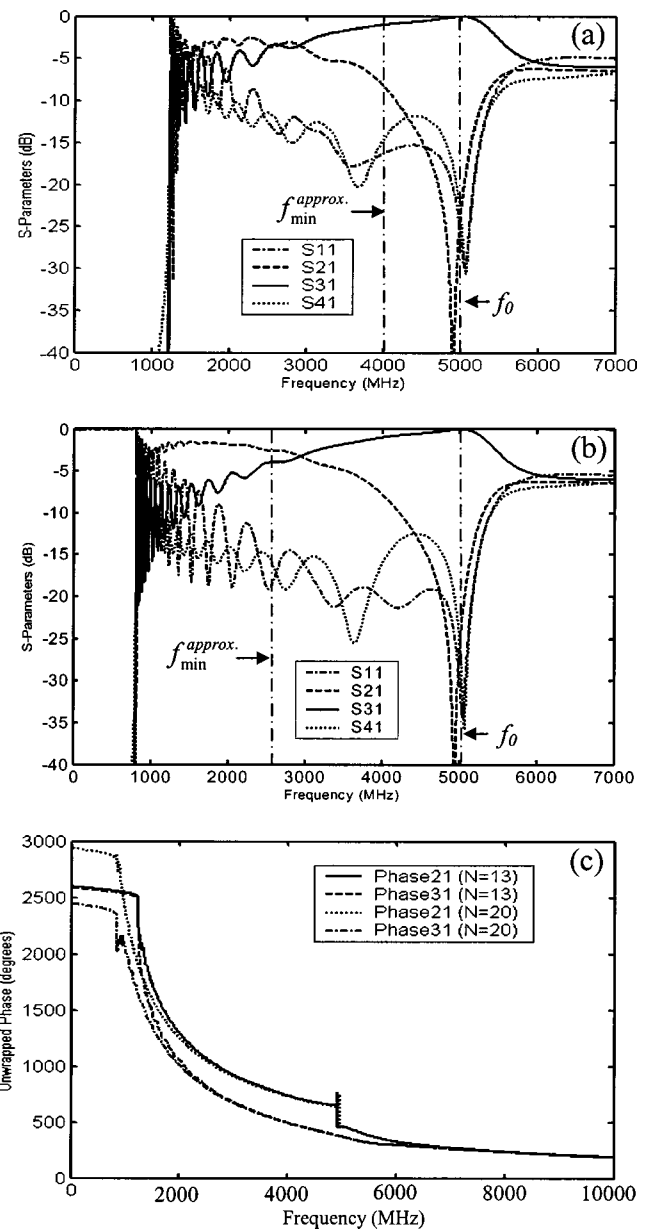 (a)
0
-5
-10
-15
-20
-25
-30
-35
-40
S-Parameters (dB)
f min approx.
S11
S21
S31
S41
f0
0 1000 2000 3000 4000 5000 6000 7000
Frequency (MHz)
(b)
0
-5
-10
-15
-20
-25
-30
-35
-40
S-Parameters (dB)
f min approx.
S11
S21
S31
S41
f0
0 1000 2000 3000 4000 5000 6000 7000
Frequency (MHz)
(c)
3000
2500
2000
1500
1000
500
0
Unwrapped Phase (degrees)
Phase21 (N=13)
Phase31 (N=13)
Phase21 (N=20)
Phase31 (N=20)
0 2000 4000 6000 8000 10000
Frequency (MHz)